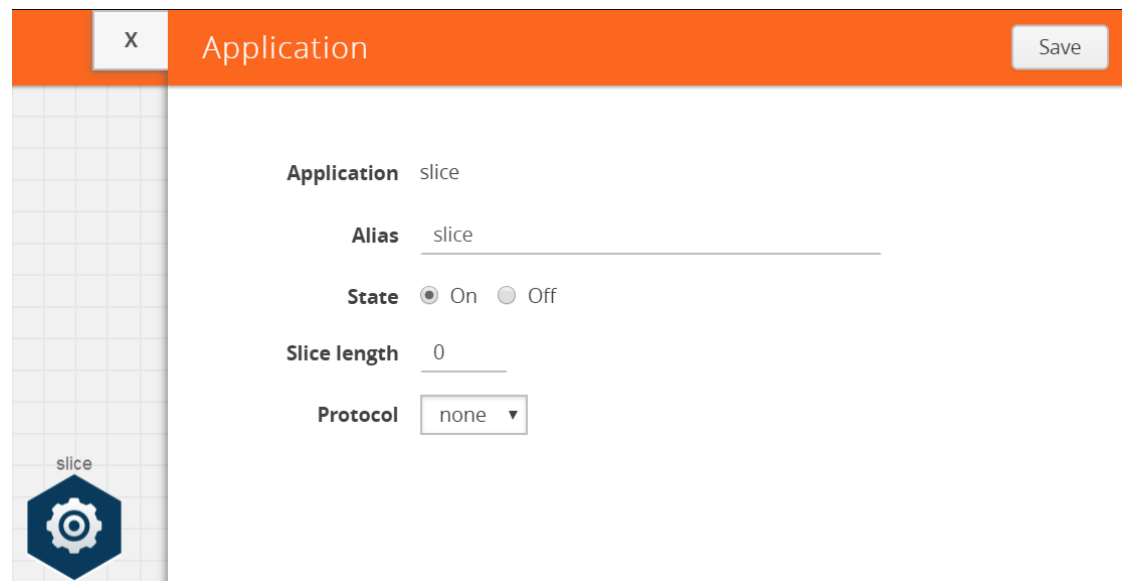 X
Application
Save
Application slice
Alias slice
State On Off
Slice length 0
Protocol none
slice